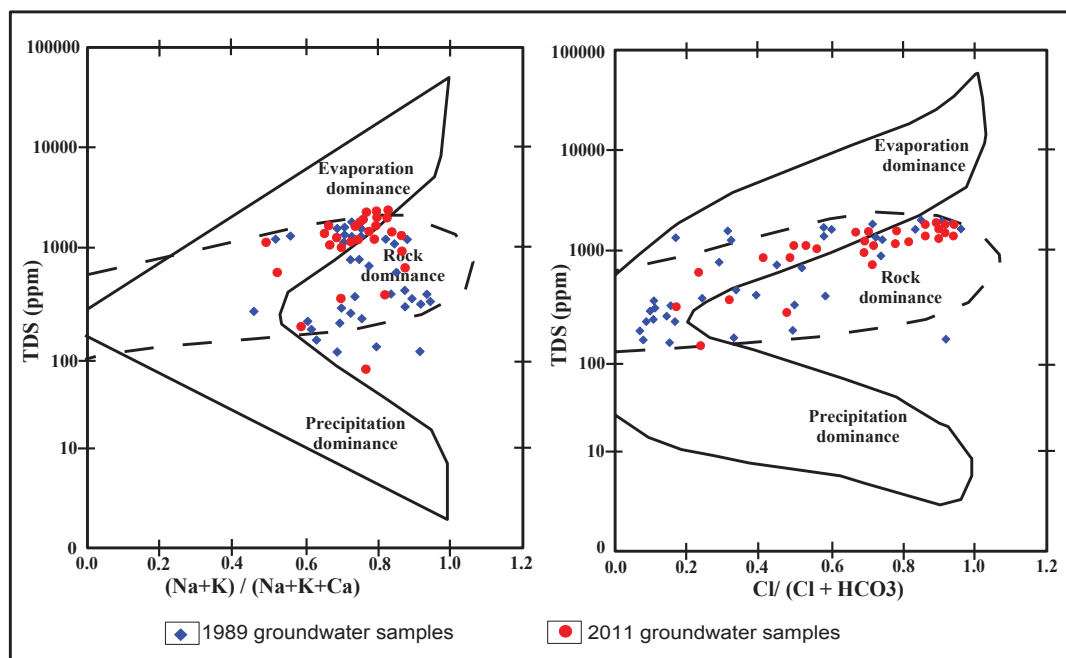 100000
10000
1000
100
10
0
TDS (ppm)
Evaporation
dominance
Rock
dominance
Precipitation
dominance
0.0 0.2 0.4 0.6 0.8 1.0 1.2
(Na+K) / (Na+K+Ca)
100000
10000
1000
100
10
0
TDS (ppm)
Evaporation
dominance
Rock
dominance
Precipitation
dominance
0.0 0.2 0.4 0.6 0.8 1.0 1.2
Cl/ (Cl + HCO3)
1989 groundwater samples
2011 groundwater samples